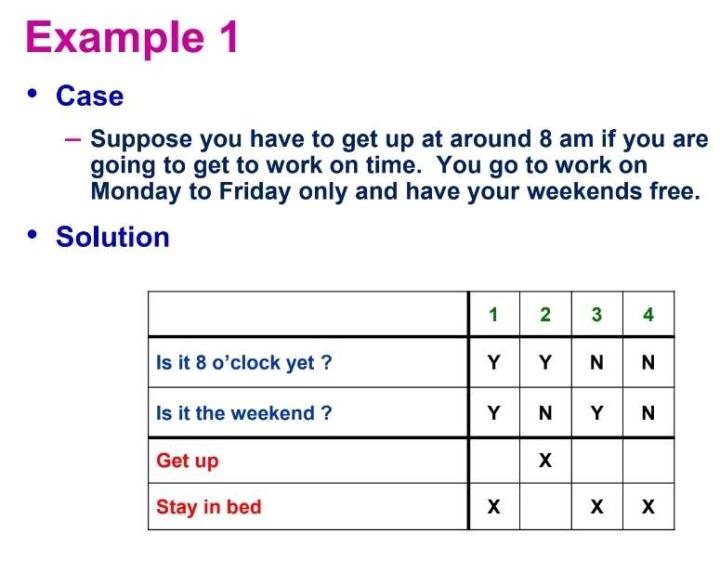 Example 1
• Case
– Suppose you have to get up at around 8 am if you are
going to get to work on time. You go to work on
Monday to Friday only and have your weekends free.
• Solution
1 2 3 4
Is it 8 o’clock yet ? Y Y N N
Is it the weekend ? Y N Y N
Get up X
Stay in bed X X X